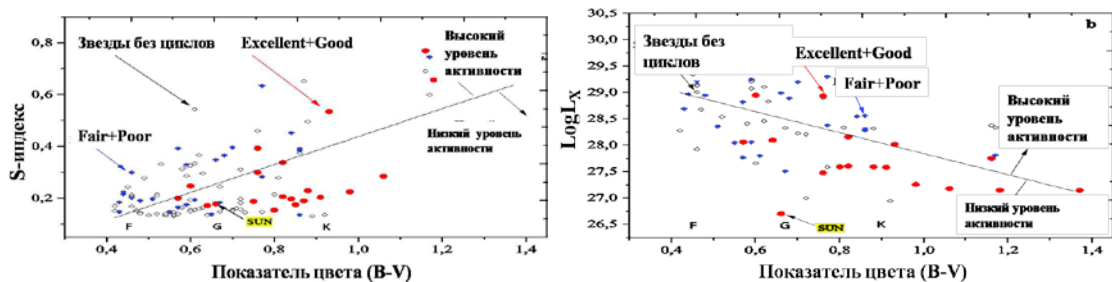 0,8
0,6
0,4
0,2
S-индекс
Звезды без циклов
Excellent+Good
Высокий
уровень
активности
Fair+Poor
Низкий уровень
активности
SUN
F
G
K
0,4
0,6
0,8
1,0
1,2
1,4
Показатель цвета (B-V)
30,5
30,0
29,5
29,0
28,5
28,0
27,5
27,0
26,5
LogLX
b
Звезды без
циклов
Excellent+Good
Fair+Poor
Высокий
уровень
активности
Низкий уровень
активности
SUN
F
G
K
0,4
0,6
0,8
1,0
1,2
1,4
Показатель цвета (B-V)